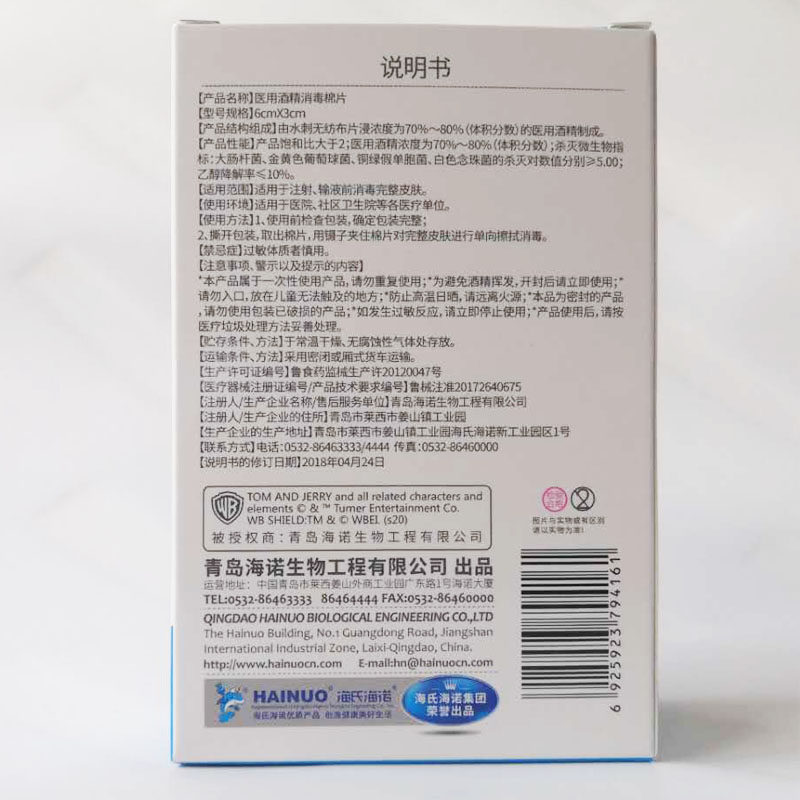 说明书
【产品名称】医用酒精消毒棉片
【型号规格】6cmX3cm
【产品结构组成】由水刺无纺布片浸浓度为70%～80%（体积分数）的医用酒精制成。
【产品性能】产品饱和比大于2；医用酒精浓度为70%～80%（体积分数）；杀灭微生物指
标：大肠杆菌、金黄色葡萄球菌、铜绿假单胞菌、白色念珠菌的杀灭对数值分别≥5.00；
乙醇降解率≤10%。
【适用范围】适用于注射、输液前消毒完整皮肤。
【使用环境】适用于医院、社区卫生院等各医疗单位。
【使用方法】1、使用前检查包装，确定包装完整；
2、撕开包装，取出棉片，用镊子夹住棉片对完整皮肤进行单向擦拭消毒。
【禁忌症】过敏体质者慎用。
【注意事项、警示以及提示的内容】
*本产品属于一次性使用产品，请勿重复使用；*为避免酒精挥发，开封后请立即使用；*
请勿入口，放在儿童无法触及的地方；*防止高温日晒，请远离火源；*本品为密封的产品
，请勿使用包装已破损的产品；*如发生过敏反应，请立即停止使用；*产品使用后，请按
医疗垃圾处理方法妥善处理。
【贮存条件、方法】于常温干燥、无腐蚀性气体处存放。
【运输条件、方法】采用密闭或厢式货车运输。
【生产许可证编号】鲁食药监械生产许20120047号
【医疗器械注册证编号/产品技术要求编号】鲁械注准20172640675
【注册人/生产企业名称/售后服务单位】青岛海诺生物工程有限公司
【注册人/生产企业的住所】青岛市莱西市姜山镇工业园
【生产企业的生产地址】青岛市莱西市姜山镇工业园海氏海诺新工业园区1号
【联系方式】电话：0532-86463333/4444 传真：0532-86460000
【说明书的修订日期】2018年04月24日
WB
TOM AND JERRY and all related characters and
elements © & ™ Turner Entertainment Co.
WB SHIELD:TM & © WBEI. (s20)
被授权商：青岛海诺生物工程有限公司
图片与实物或有区别
请以实物为准！
青岛海诺生物工程有限公司 出品
运营地址：中国青岛市莱西姜山外商工业园广东路1号海诺大厦
TEL:0532-86463333 86464444 FAX:0532-86460000
QINGDAO HAINUO BIOLOGICAL ENGINEERING CO.,LTD
The Hainuo Building, No.1 Guangdong Road, Jiangshan
International Industrial Zone, Laixi-Qingdao, China.
http://www.hainuocn.com E-mail:hn@hainuocn.com
HAINUO 海氏海诺
海氏海诺优质产品 创造健康美好生活
海氏海诺集团
荣誉出品
6 925923 794161